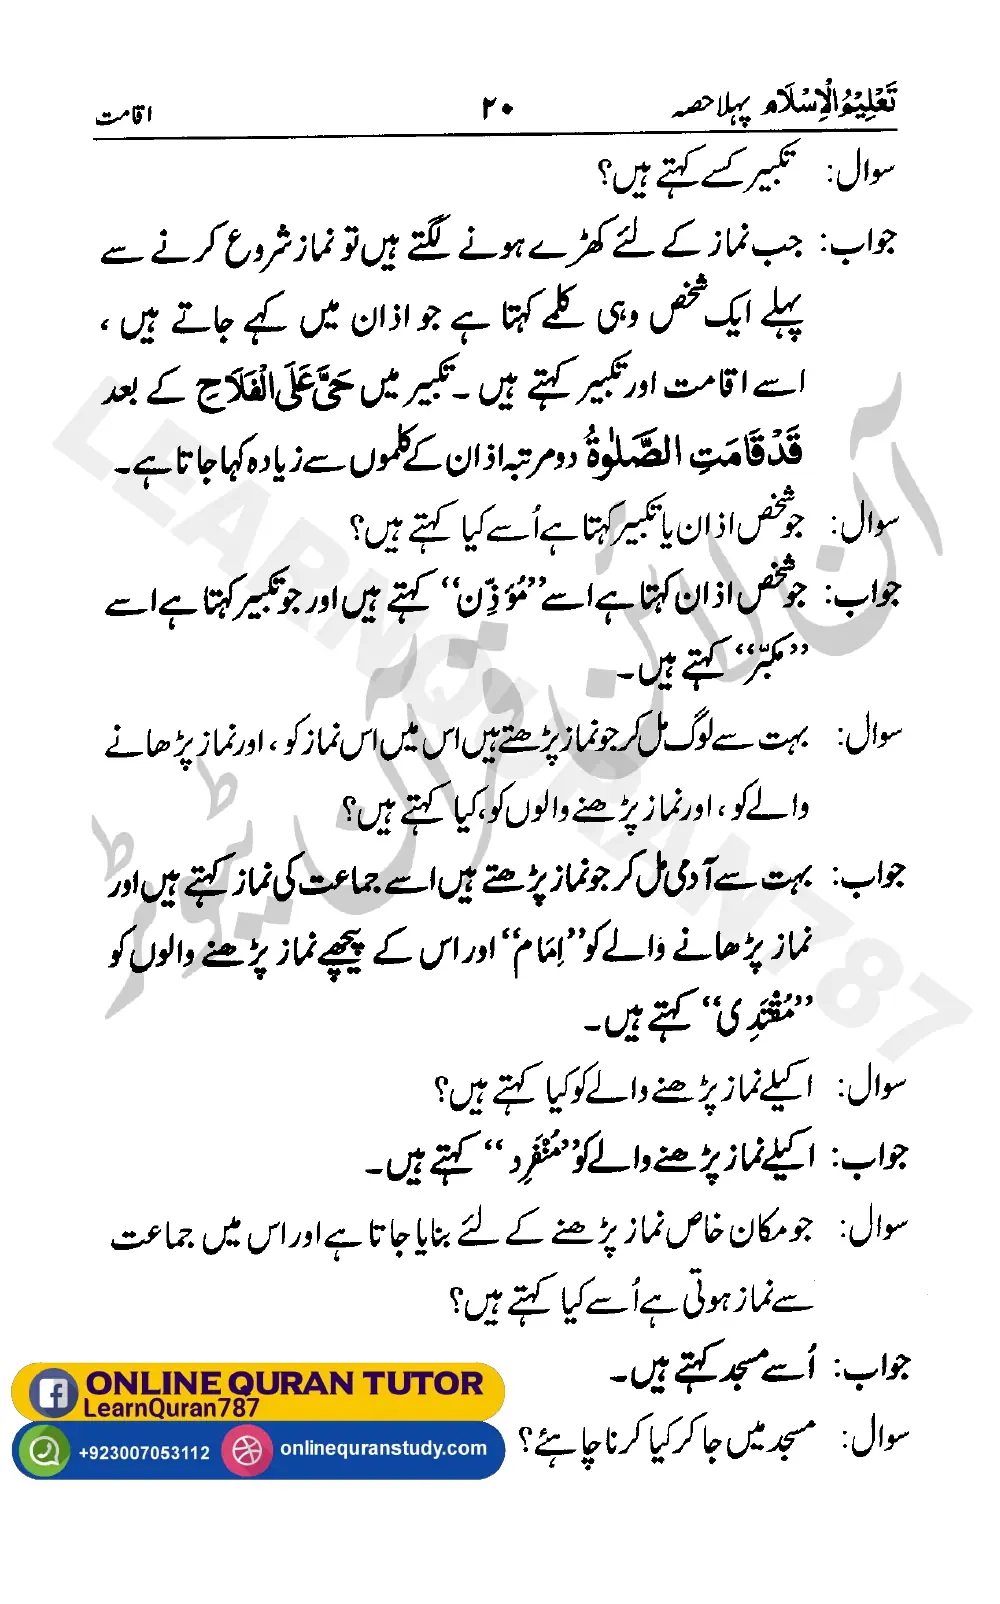 تَعْلِیْمُ الْاِسْلَام پہلا حصہ ۲۰ اقامت
سوال: تکبیر کسے کہتے ہیں؟
جواب: جب نماز کے لئے کھڑے ہونے لگتے ہیں تو نماز شروع کرنے سے
پہلے ایک شخص وہی کلمے کہتا ہے جو اذان میں کہے جاتے ہیں ،
اسے اقامت اور تکبیر کہتے ہیں ۔ تکبیر میں حَیَّ عَلَی الْفَلَاحِ کے بعد
قَدْ قَامَتِ الصَّلٰوةُ دو مرتبہ اذان کے کلموں سے زیادہ کہا جاتا ہے۔
سوال: جو شخص اذان یا تکبیر کہتا ہے اُسے کیا کہتے ہیں؟
جواب: جو شخص اذان کہتا ہے اسے ”مُؤَذِّن“ کہتے ہیں اور جو تکبیر کہتا ہے اسے
”مکبّر“ کہتے ہیں۔
سوال: بہت سے لوگ مل کر جو نماز پڑھتے ہیں اس میں اس نماز کو ، اور نماز پڑھانے
والے کو ، اور نماز پڑھنے والوں کو، کیا کہتے ہیں؟
جواب: بہت سے آدمی مل کر جو نماز پڑھتے ہیں اسے جماعت کی نماز کہتے ہیں اور
نماز پڑھانے والے کو ”اِمَام“ اور اس کے پیچھے نماز پڑھنے والوں کو
”مُقْتَدِی“ کہتے ہیں۔
سوال: اکیلے نماز پڑھنے والے کو کیا کہتے ہیں؟
جواب: اکیلے نماز پڑھنے والے کو ”مُنْفَرِد“ کہتے ہیں۔
سوال: جو مکان خاص نماز پڑھنے کے لئے بنایا جاتا ہے اور اس میں جماعت
سے نماز ہوتی ہے اُسے کیا کہتے ہیں؟
جواب: اُسے مسجد کہتے ہیں۔
سوال: مسجد میں جا کر کیا کرنا چاہئے؟
ONLINE QURAN TUTOR
LearnQuran787
+923007053112 onlinequranstudy.com
LEARNQURAN787
آن لائن قرآن ٹیوٹر